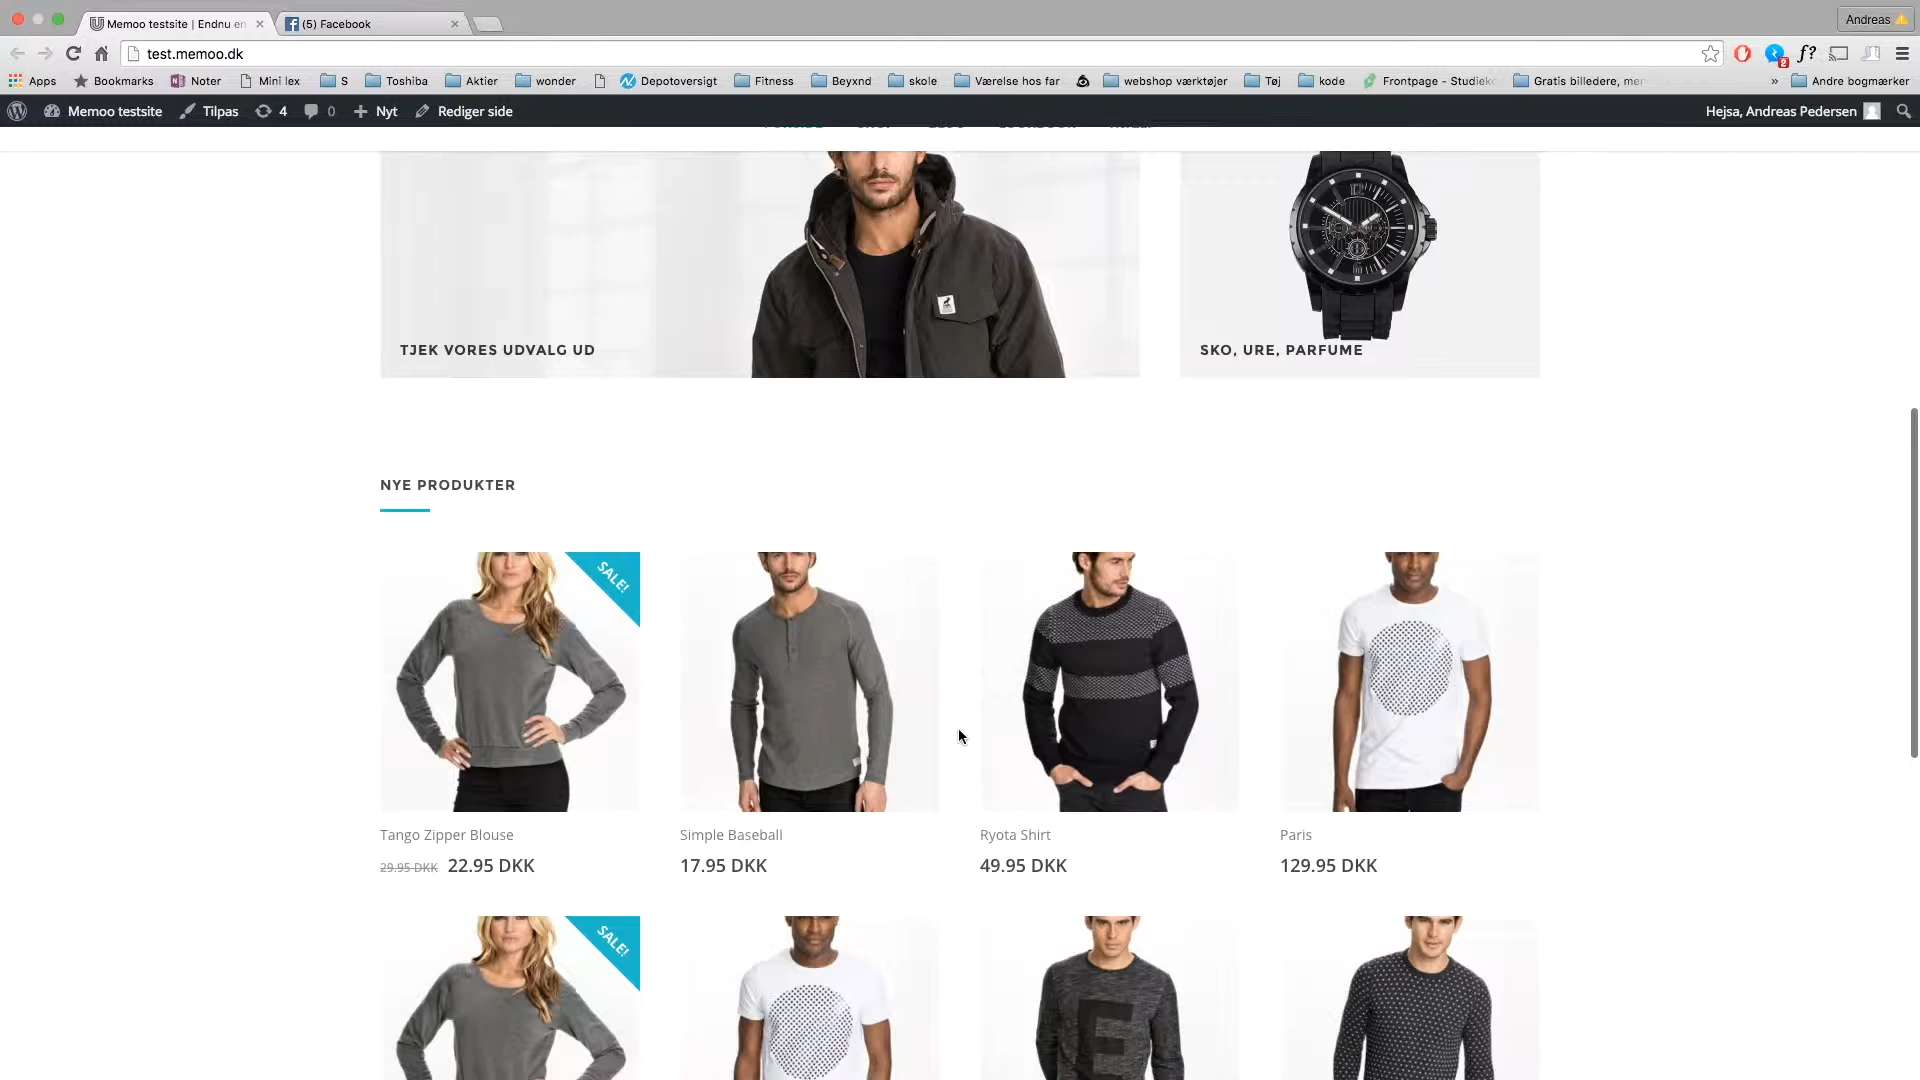 Memoo testsite | Endnu en
(5) Facebook
Andreas
test.memoo.dk
f?
2
Apps
Bookmarks
Noter
Mini lex
S
Toshiba
Aktier
wonder
Depotoversigt
Fitness
Beyxnd
skole
Værelse hos far
webshop værktøjer
Tøj
kode
Frontpage - Studieko
Gratis billeder, mer
»
Andre bogmærker
Memoo testsite
Tilpas
4
0
Nyt
Rediger side
Hejsa, Andreas Pedersen
TJEK VORES UDVALG UD
SKO, URE, PARFUME
NYE PRODUKTER
SALE!
Tango Zipper Blouse
Simple Baseball
Ryota Shirt
Paris
29.95 DKK 22.95 DKK
17.95 DKK
49.95 DKK
129.95 DKK
SALE!
E